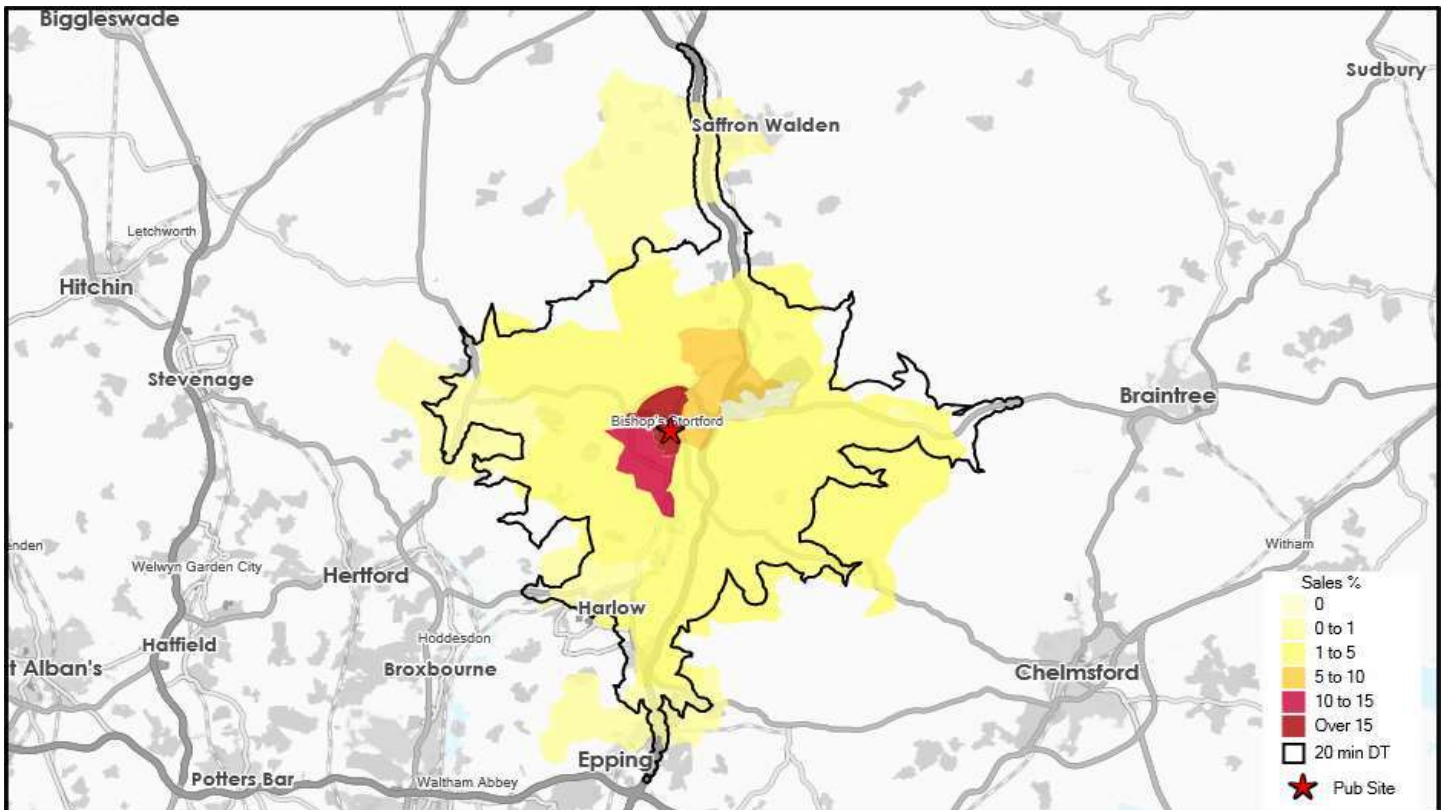 Biggleswade
Sudbury
Saffron Walden
Letchworth
Hitchin
Stevenage
Braintree
Bishop's Stortford
Witham
enden
Welwyn Garden City
Hertford
Harlow
Hatfield
Hoddesdon
t Alban's
Broxbourne
Chelmsford
Epping
Potters Bar
Waltham Abbey
Sales %
0
0 to 1
1 to 5
5 to 10
10 to 15
Over 15
20 min DT
Pub Site